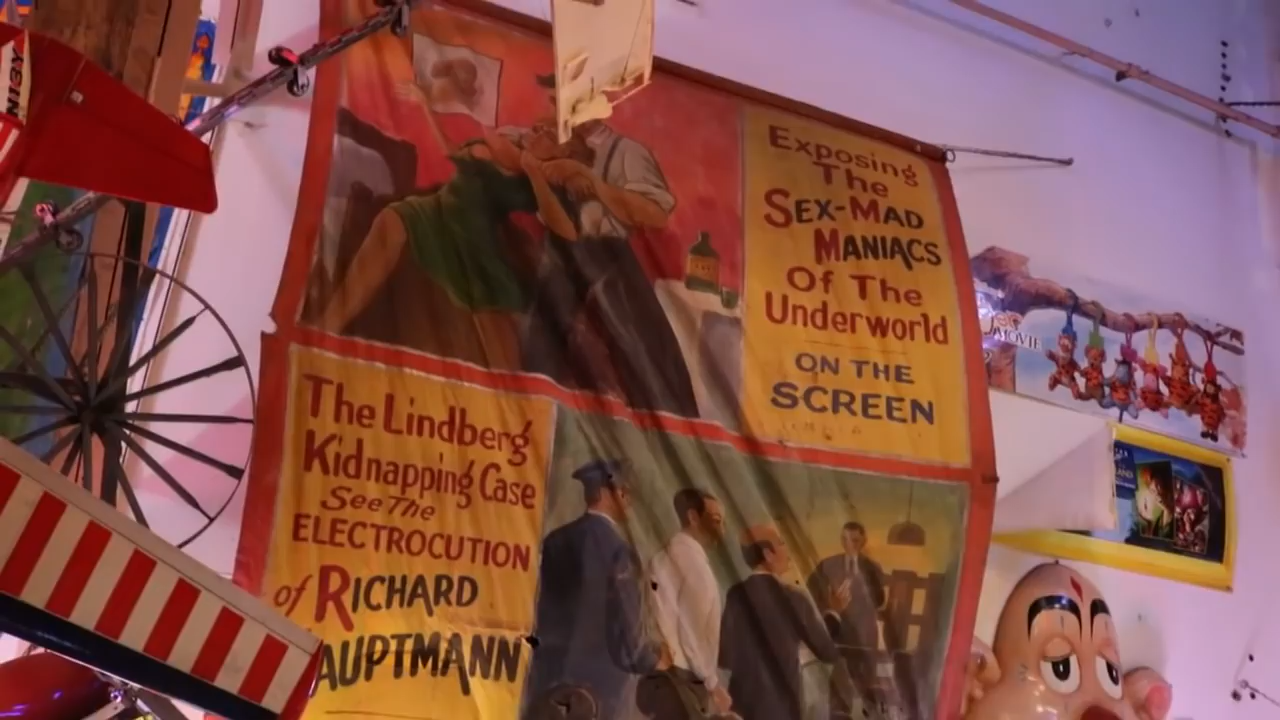 Exposing
The
SEX-MAD
MANIACS
Of The
Underworld
ON THE
SCREEN
The Lindberg
Kidnapping Case
See The
ELECTROCUTION
of RICHARD
AUPTMANN
MOVIE